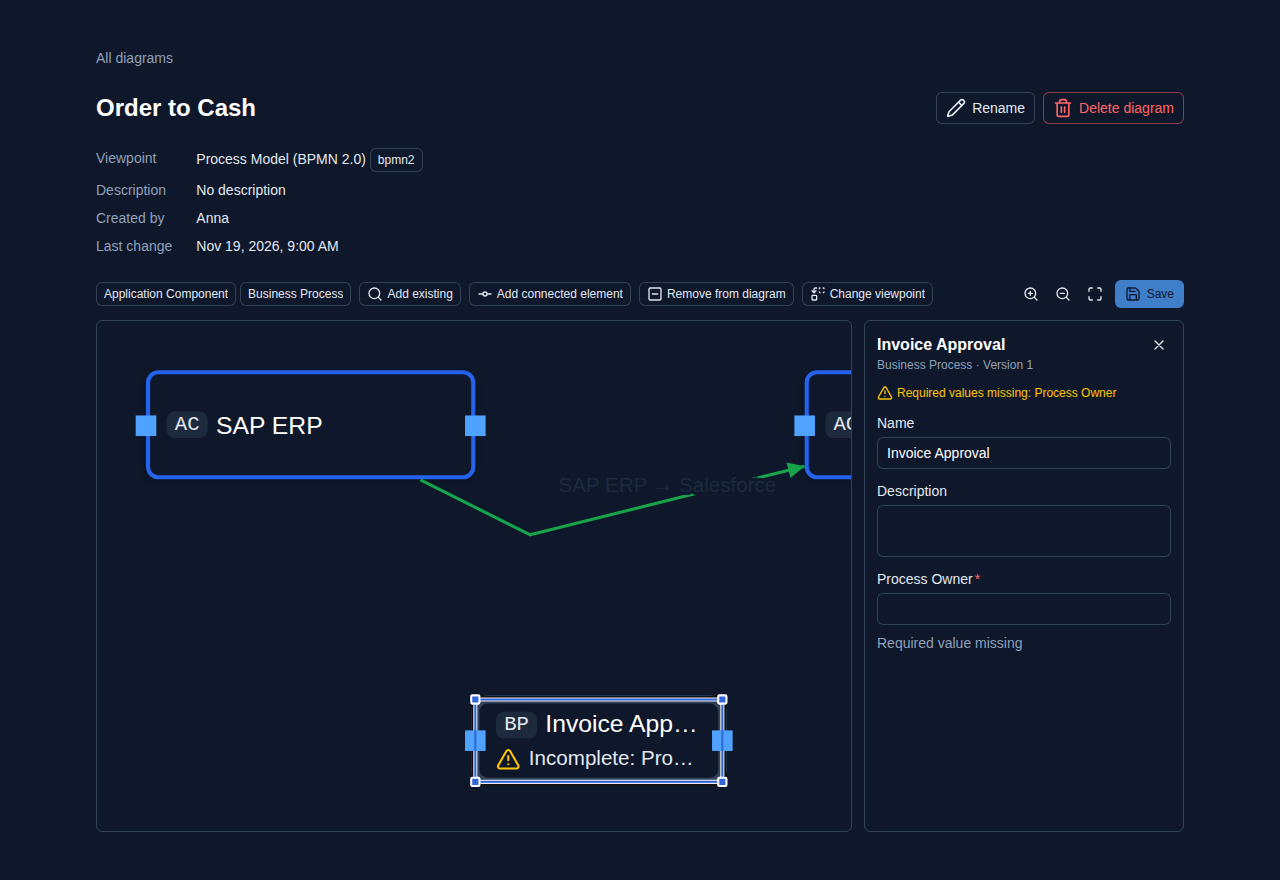 All diagrams
Order to Cash
Rename
Delete diagram
Viewpoint
Process Model (BPMN 2.0)
bpmn2
Description
No description
Created by
Anna
Last change
Nov 19, 2026, 9:00 AM
Application Component
Business Process
Add existing
Add connected element
Remove from diagram
Change viewpoint
Save
AC SAP ERP
AC
SAP ERP → Salesforce
BP Invoice App…
Incomplete: Pro…
Invoice Approval
Business Process · Version 1
Required values missing: Process Owner
Name
Invoice Approval
Description
Process Owner*
Required value missing